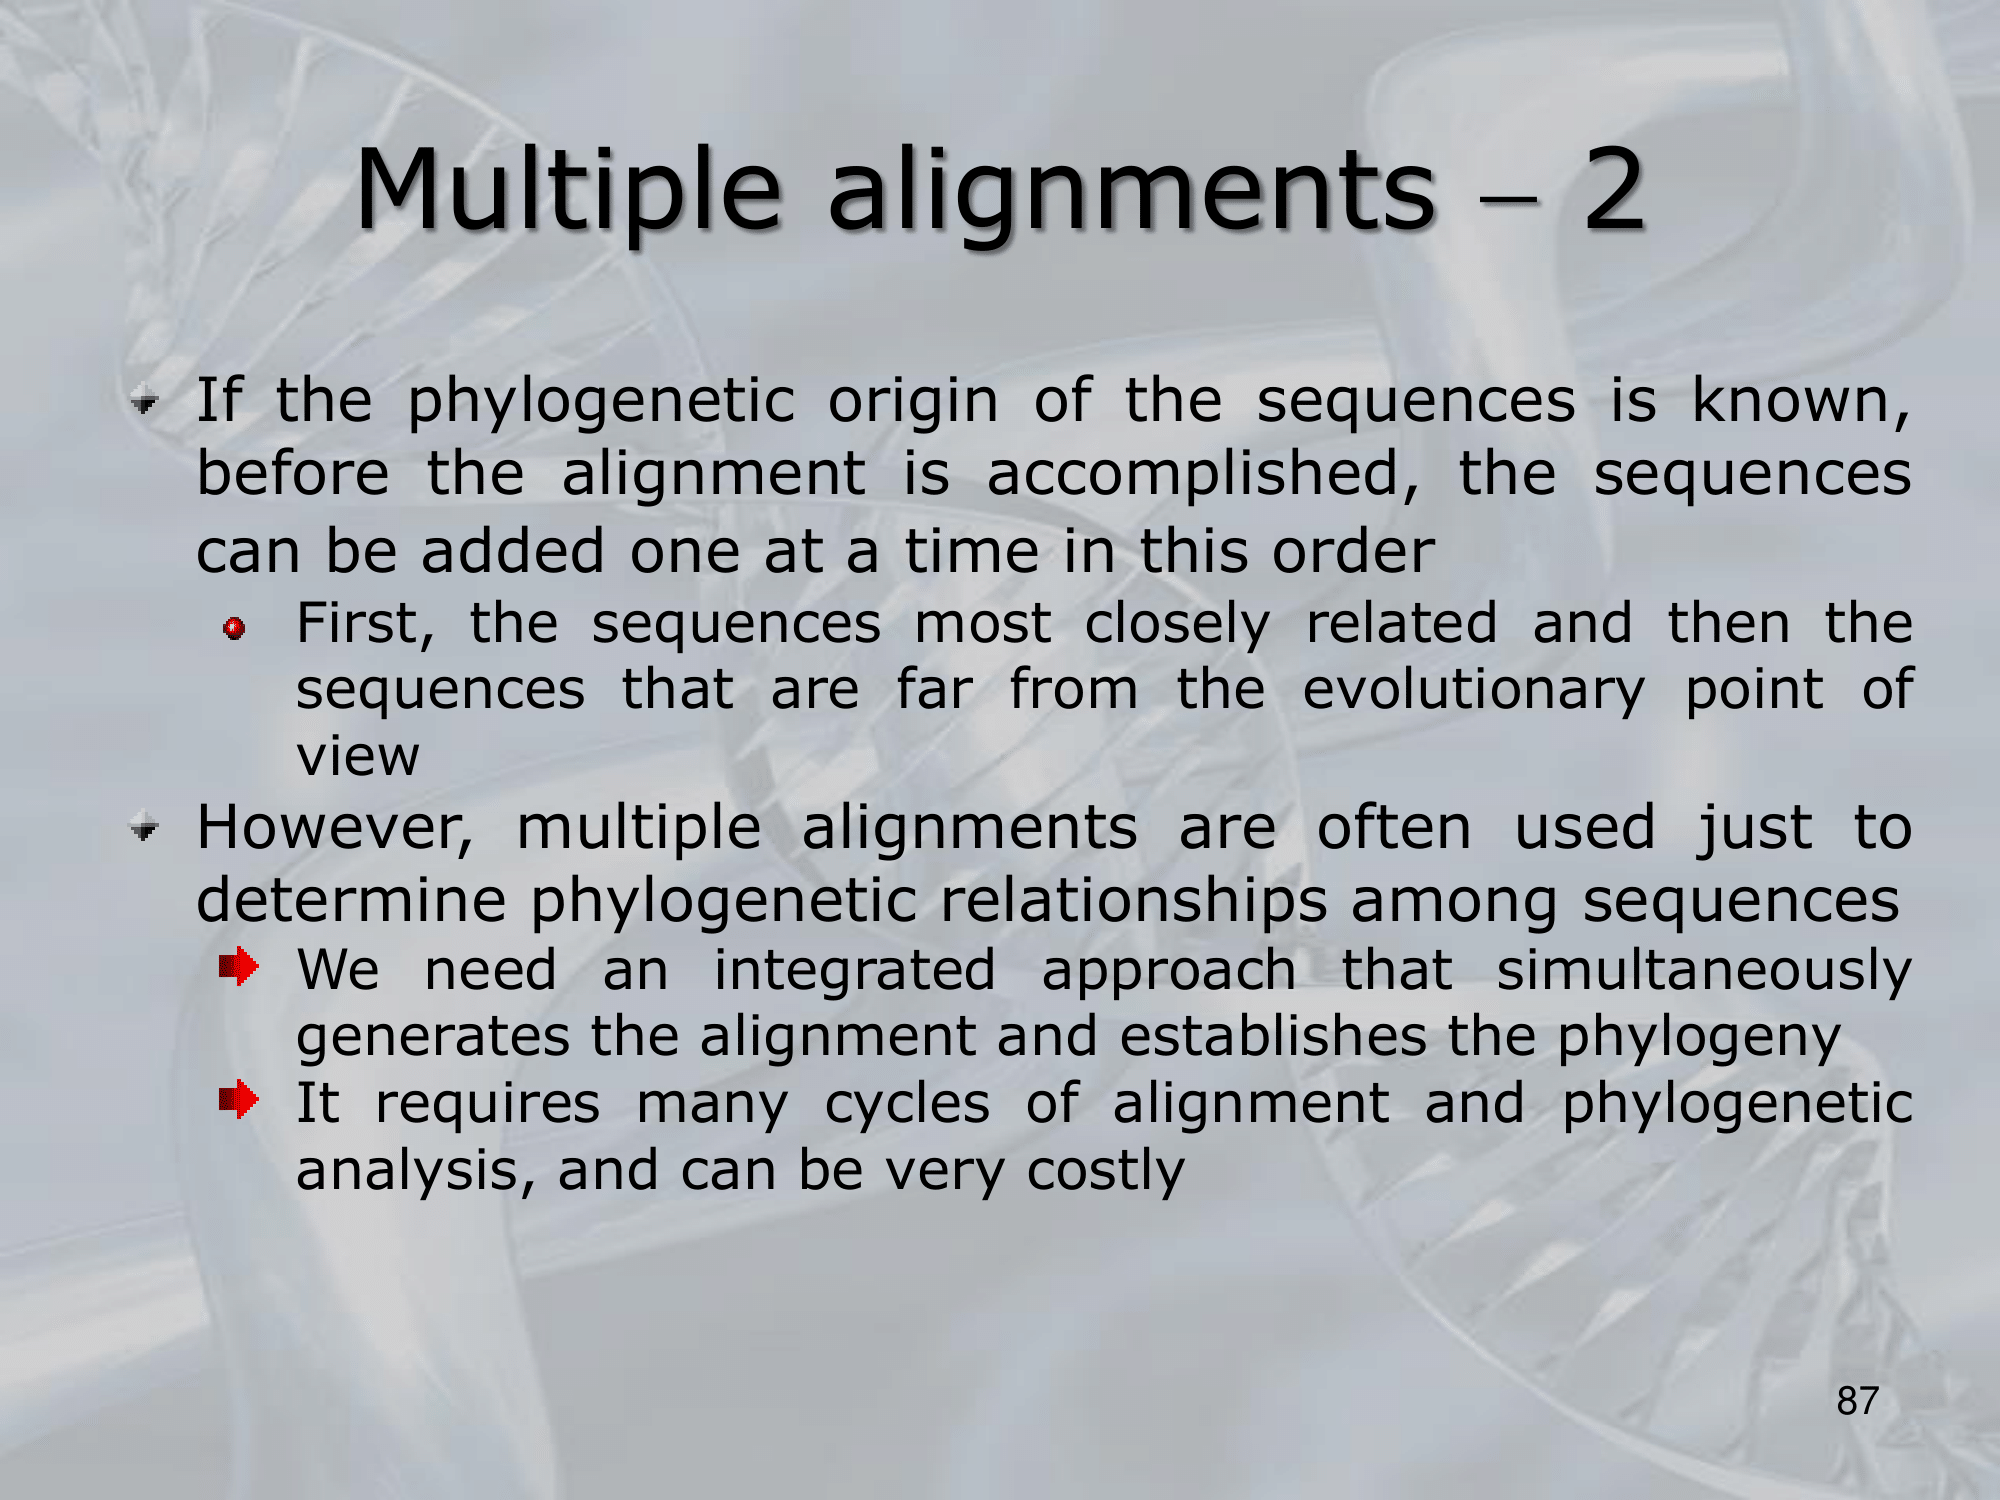 Multiple alignments – 2
If the phylogenetic origin of the sequences is known,
before the alignment is accomplished, the sequences
can be added one at a time in this order
First, the sequences most closely related and then the
sequences that are far from the evolutionary point of
view
However, multiple alignments are often used just to
determine phylogenetic relationships among sequences
We need an integrated approach that simultaneously
generates the alignment and establishes the phylogeny
It requires many cycles of alignment and phylogenetic
analysis, and can be very costly
87